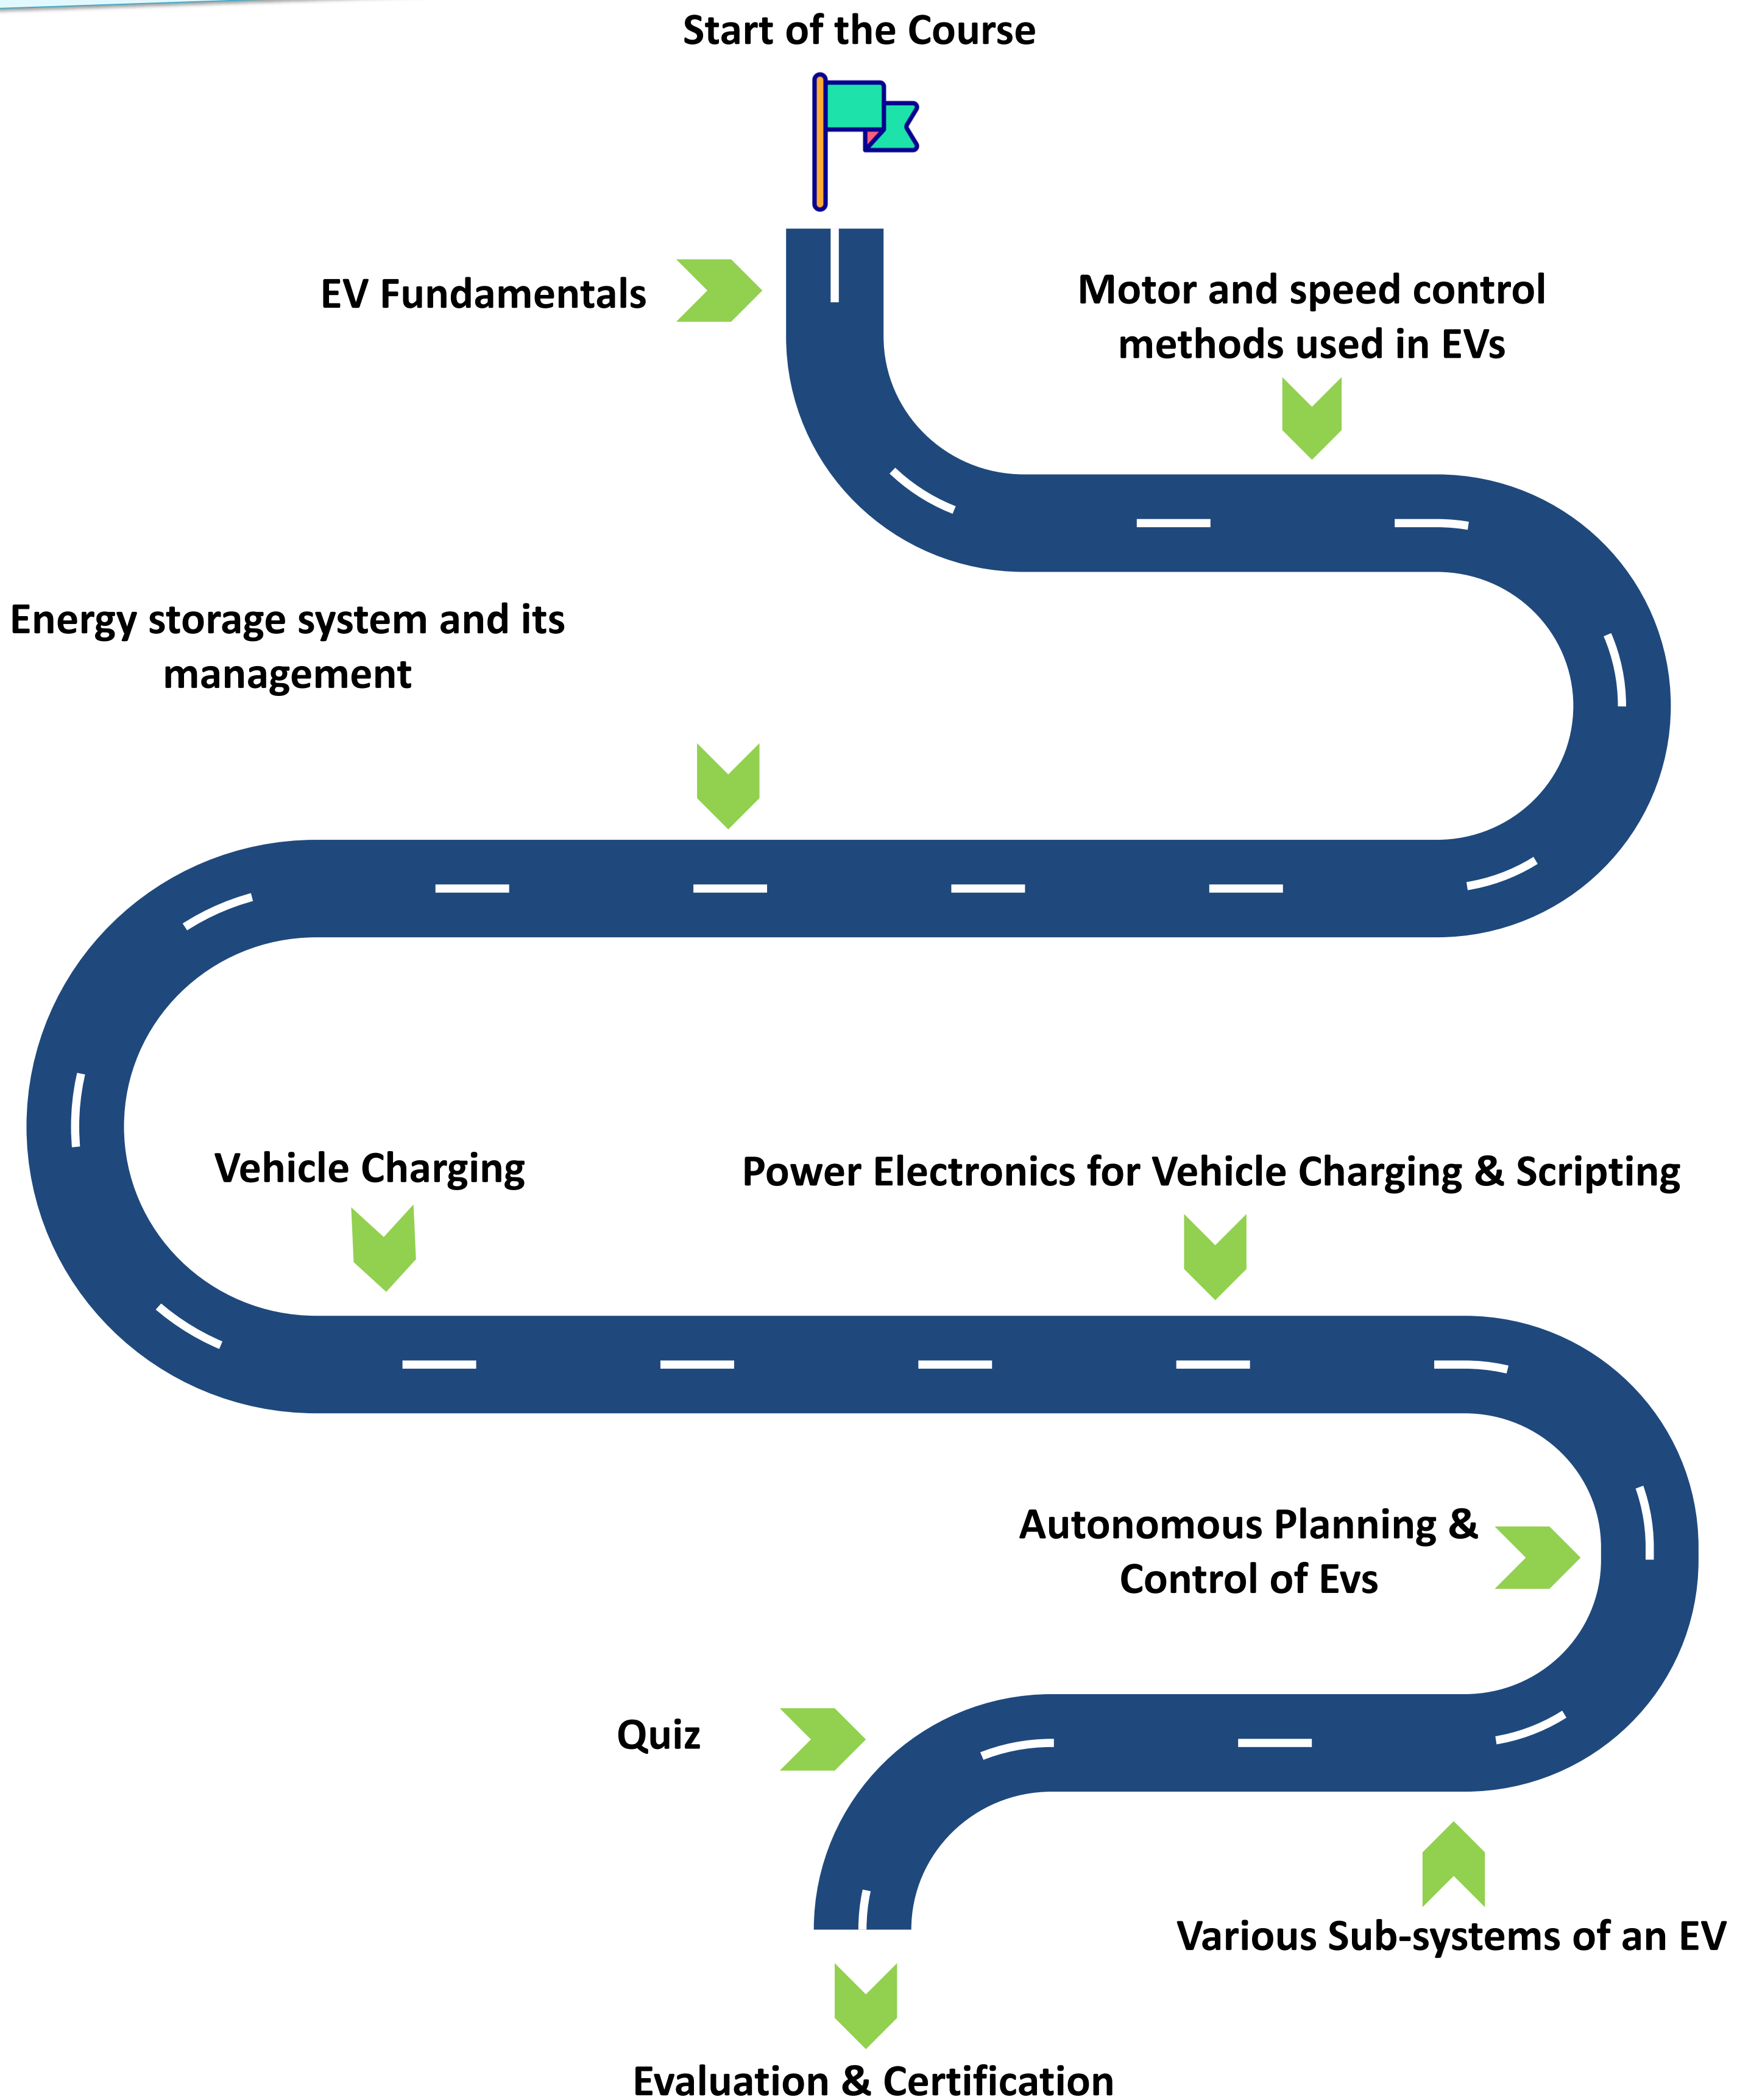 Start of the Course
EV Fundamentals
Motor and speed control
methods used in EVs
Energy storage system and its
management
Vehicle Charging
Power Electronics for Vehicle Charging & Scripting
Autonomous Planning &
Control of Evs
Various Sub-systems of an EV
Quiz
Evaluation & Certification